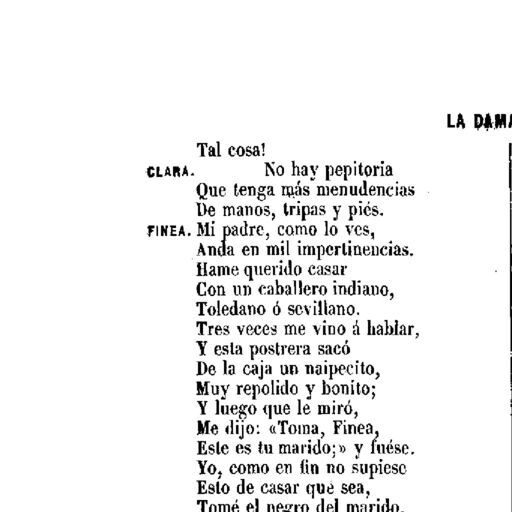 LA DAMA
Tal cosa!
CLARA. No hay pepitoria
Que tenga más menudencias
De manos, tripas y piés.
FINEA. Mi padre, como lo ves,
Anda en mil impertinencias.
Hame querido casar
Con un caballero indiano,
Toledano ó sevillano.
Tres veces me vino á hablar,
Y esta postrera sacó
De la caja un naipecito,
Muy repolido y bonito;
Y luego que le miró,
Me dijo: «Toma, Finea,
Este es tu marido;» y fuése.
Yo, como en fin no supiese
Esto de casar que sea,
Tomé el negro del marido,